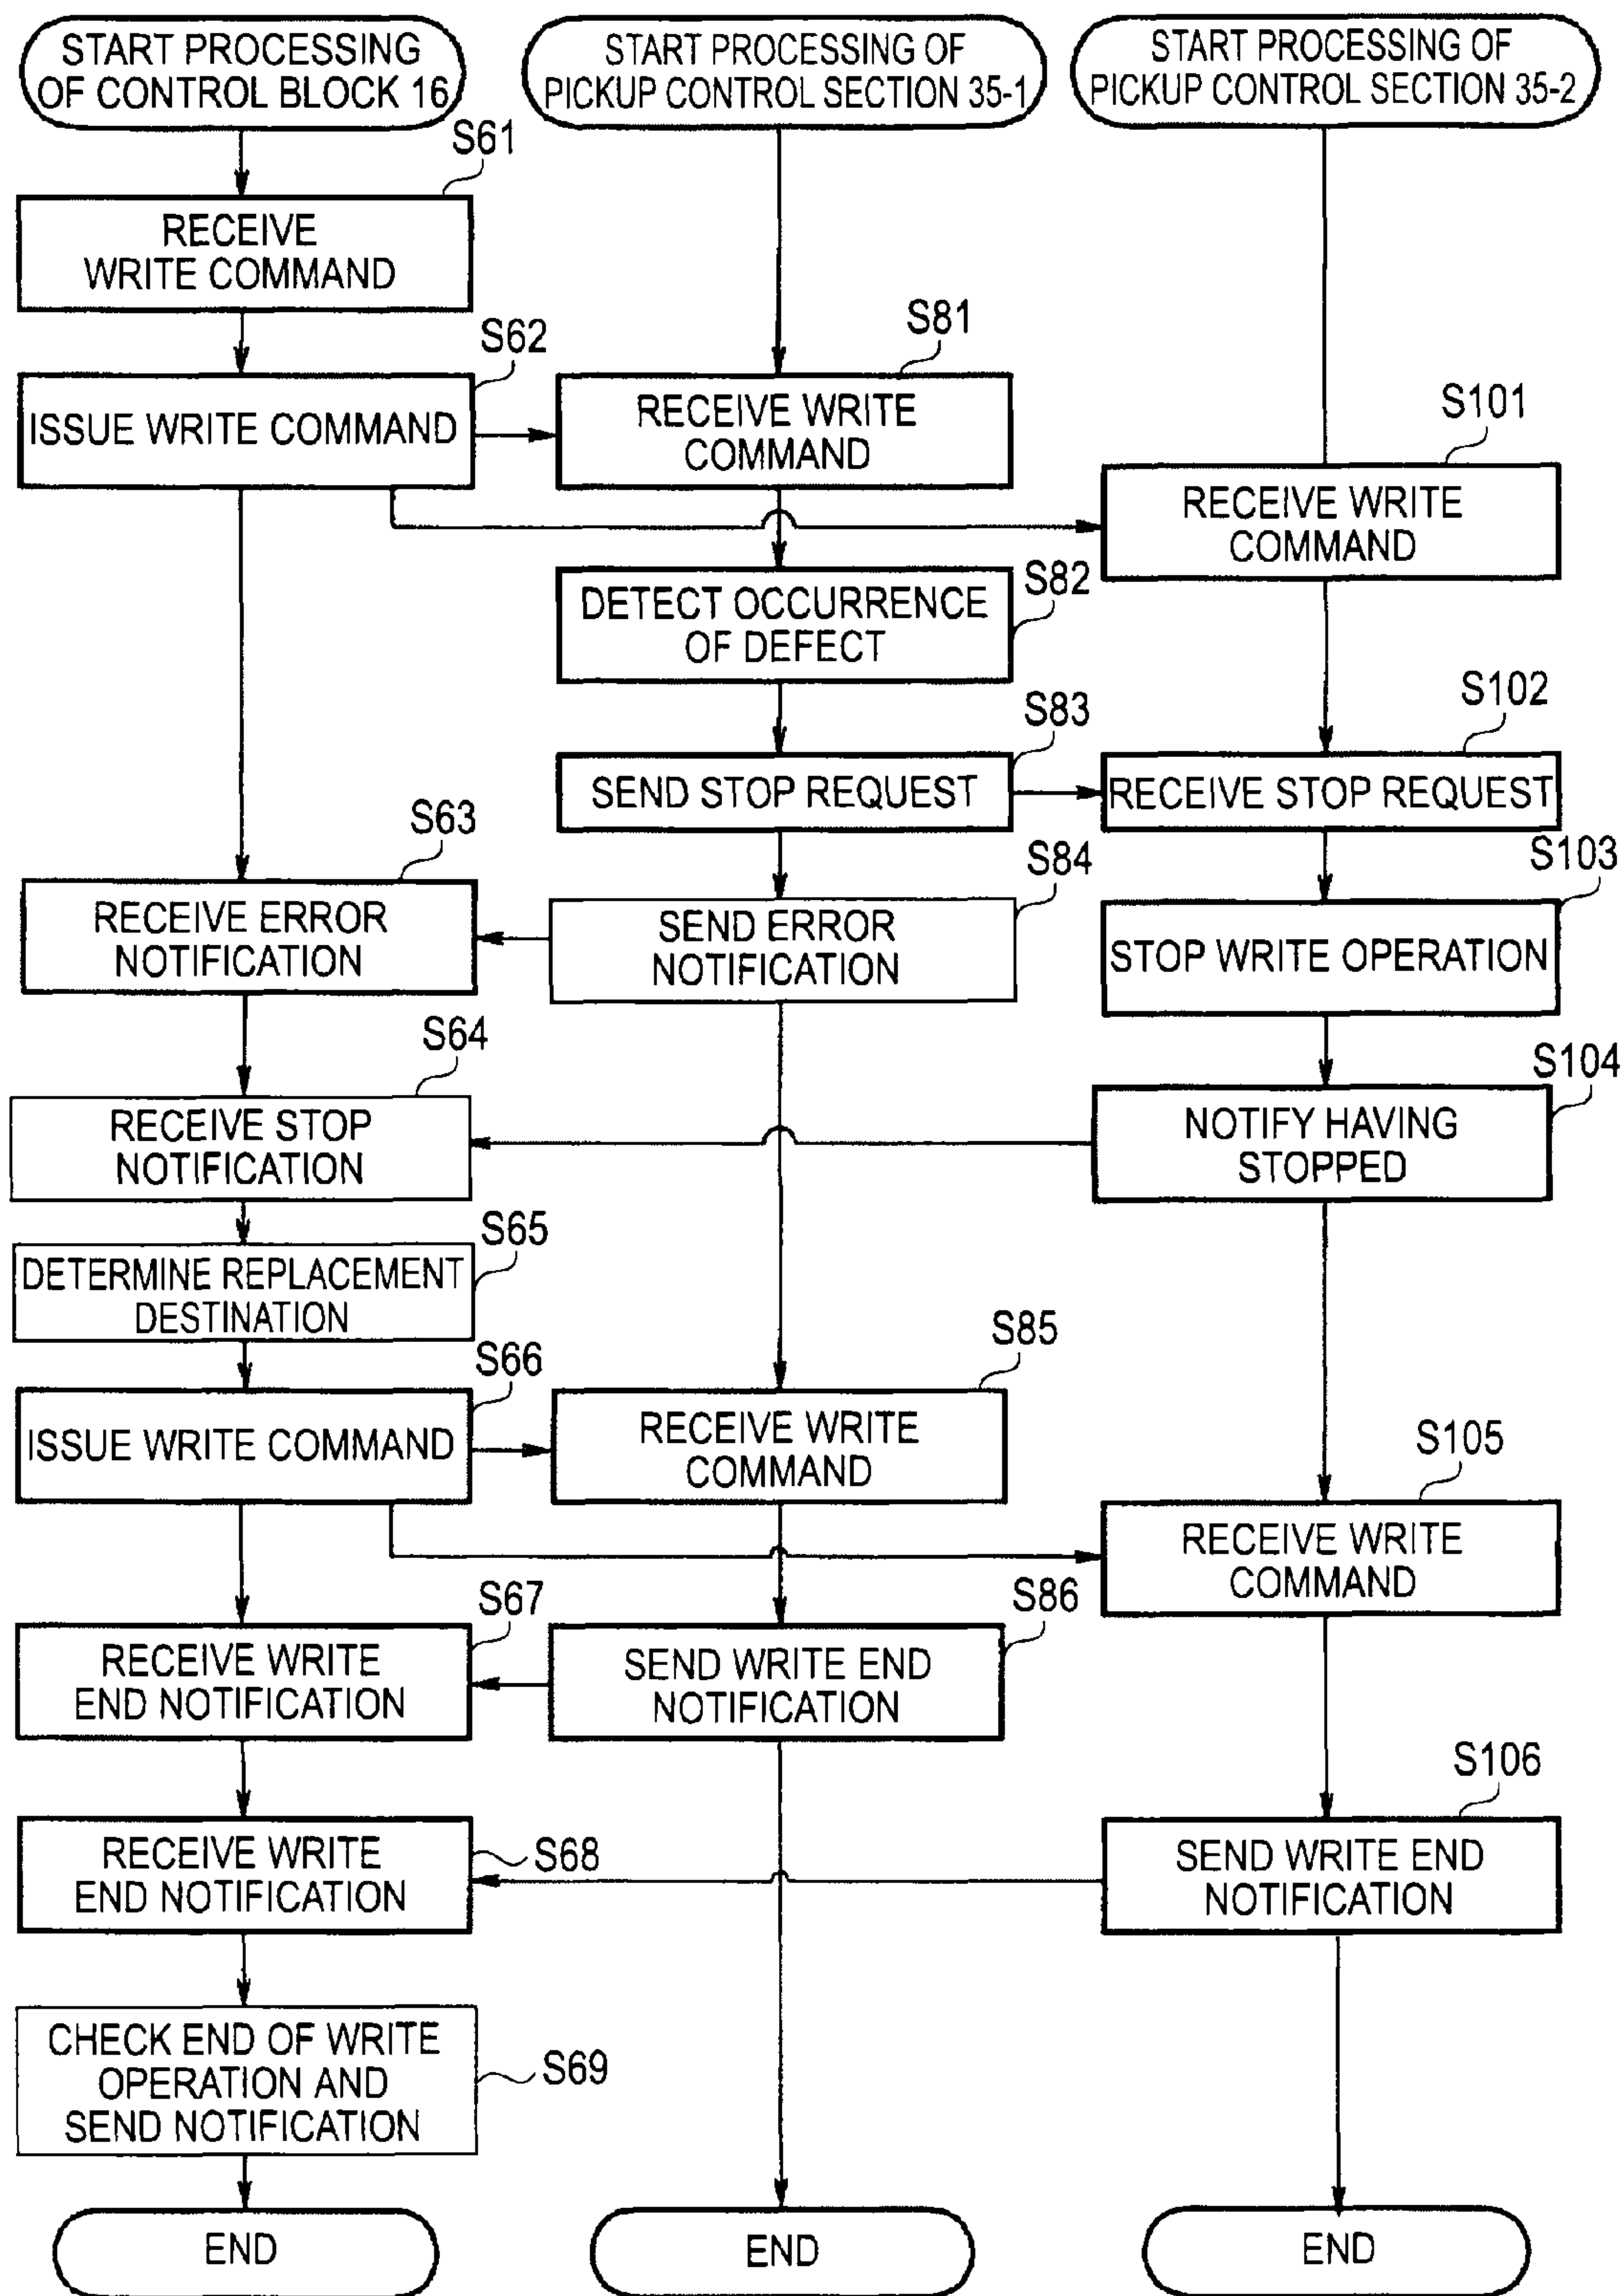 START PROCESSING
OF CONTROL BLOCK 16
START PROCESSING OF
PICKUP CONTROL SECTION 35-1
START PROCESSING OF
PICKUP CONTROL SECTION 35-2
S61
RECEIVE
WRITE COMMAND
S62
ISSUE WRITE COMMAND
S81
RECEIVE WRITE
COMMAND
S101
RECEIVE WRITE
COMMAND
S82
DETECT OCCURRENCE
OF DEFECT
S83
SEND STOP REQUEST
S102
RECEIVE STOP REQUEST
S63
RECEIVE ERROR
NOTIFICATION
S84
SEND ERROR
NOTIFICATION
S103
STOP WRITE OPERATION
S64
RECEIVE STOP
NOTIFICATION
S104
NOTIFY HAVING
STOPPED
S65
DETERMINE REPLACEMENT
DESTINATION
S66
ISSUE WRITE COMMAND
S85
RECEIVE WRITE
COMMAND
S105
RECEIVE WRITE
COMMAND
S67
RECEIVE WRITE
END NOTIFICATION
S86
SEND WRITE END
NOTIFICATION
S68
RECEIVE WRITE
END NOTIFICATION
S106
SEND WRITE END
NOTIFICATION
S69
CHECK END OF WRITE
OPERATION AND
SEND NOTIFICATION
END
END
END